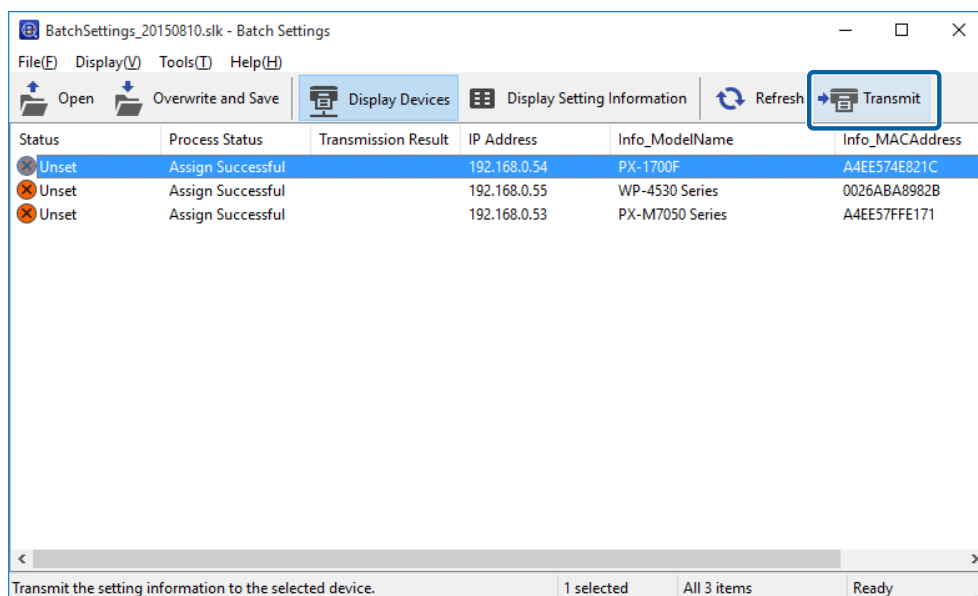 BatchSettings_20150810.slk - Batch Settings
File(F) Display(V) Tools(T) Help(H)
Open Overwrite and Save Display Devices Display Setting Information Refresh Transmit
Status Process Status Transmission Result IP Address Info_ModelName Info_MACAddress
Unset Assign Successful 192.168.0.54 PX-1700F A4EE574E821C
Unset Assign Successful 192.168.0.55 WP-4530 Series 0026ABA8982B
Unset Assign Successful 192.168.0.53 PX-M7050 Series A4EE57FFE171
Transmit the setting information to the selected device. 1 selected All 3 items Ready